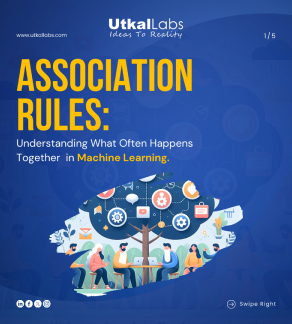 UtkalLabs
Ideas To Reality
www.utkallabs.com
1/5
ASSOCIATION
RULES:
Understanding What Often Happens
Together in Machine Learning.
Swipe Right